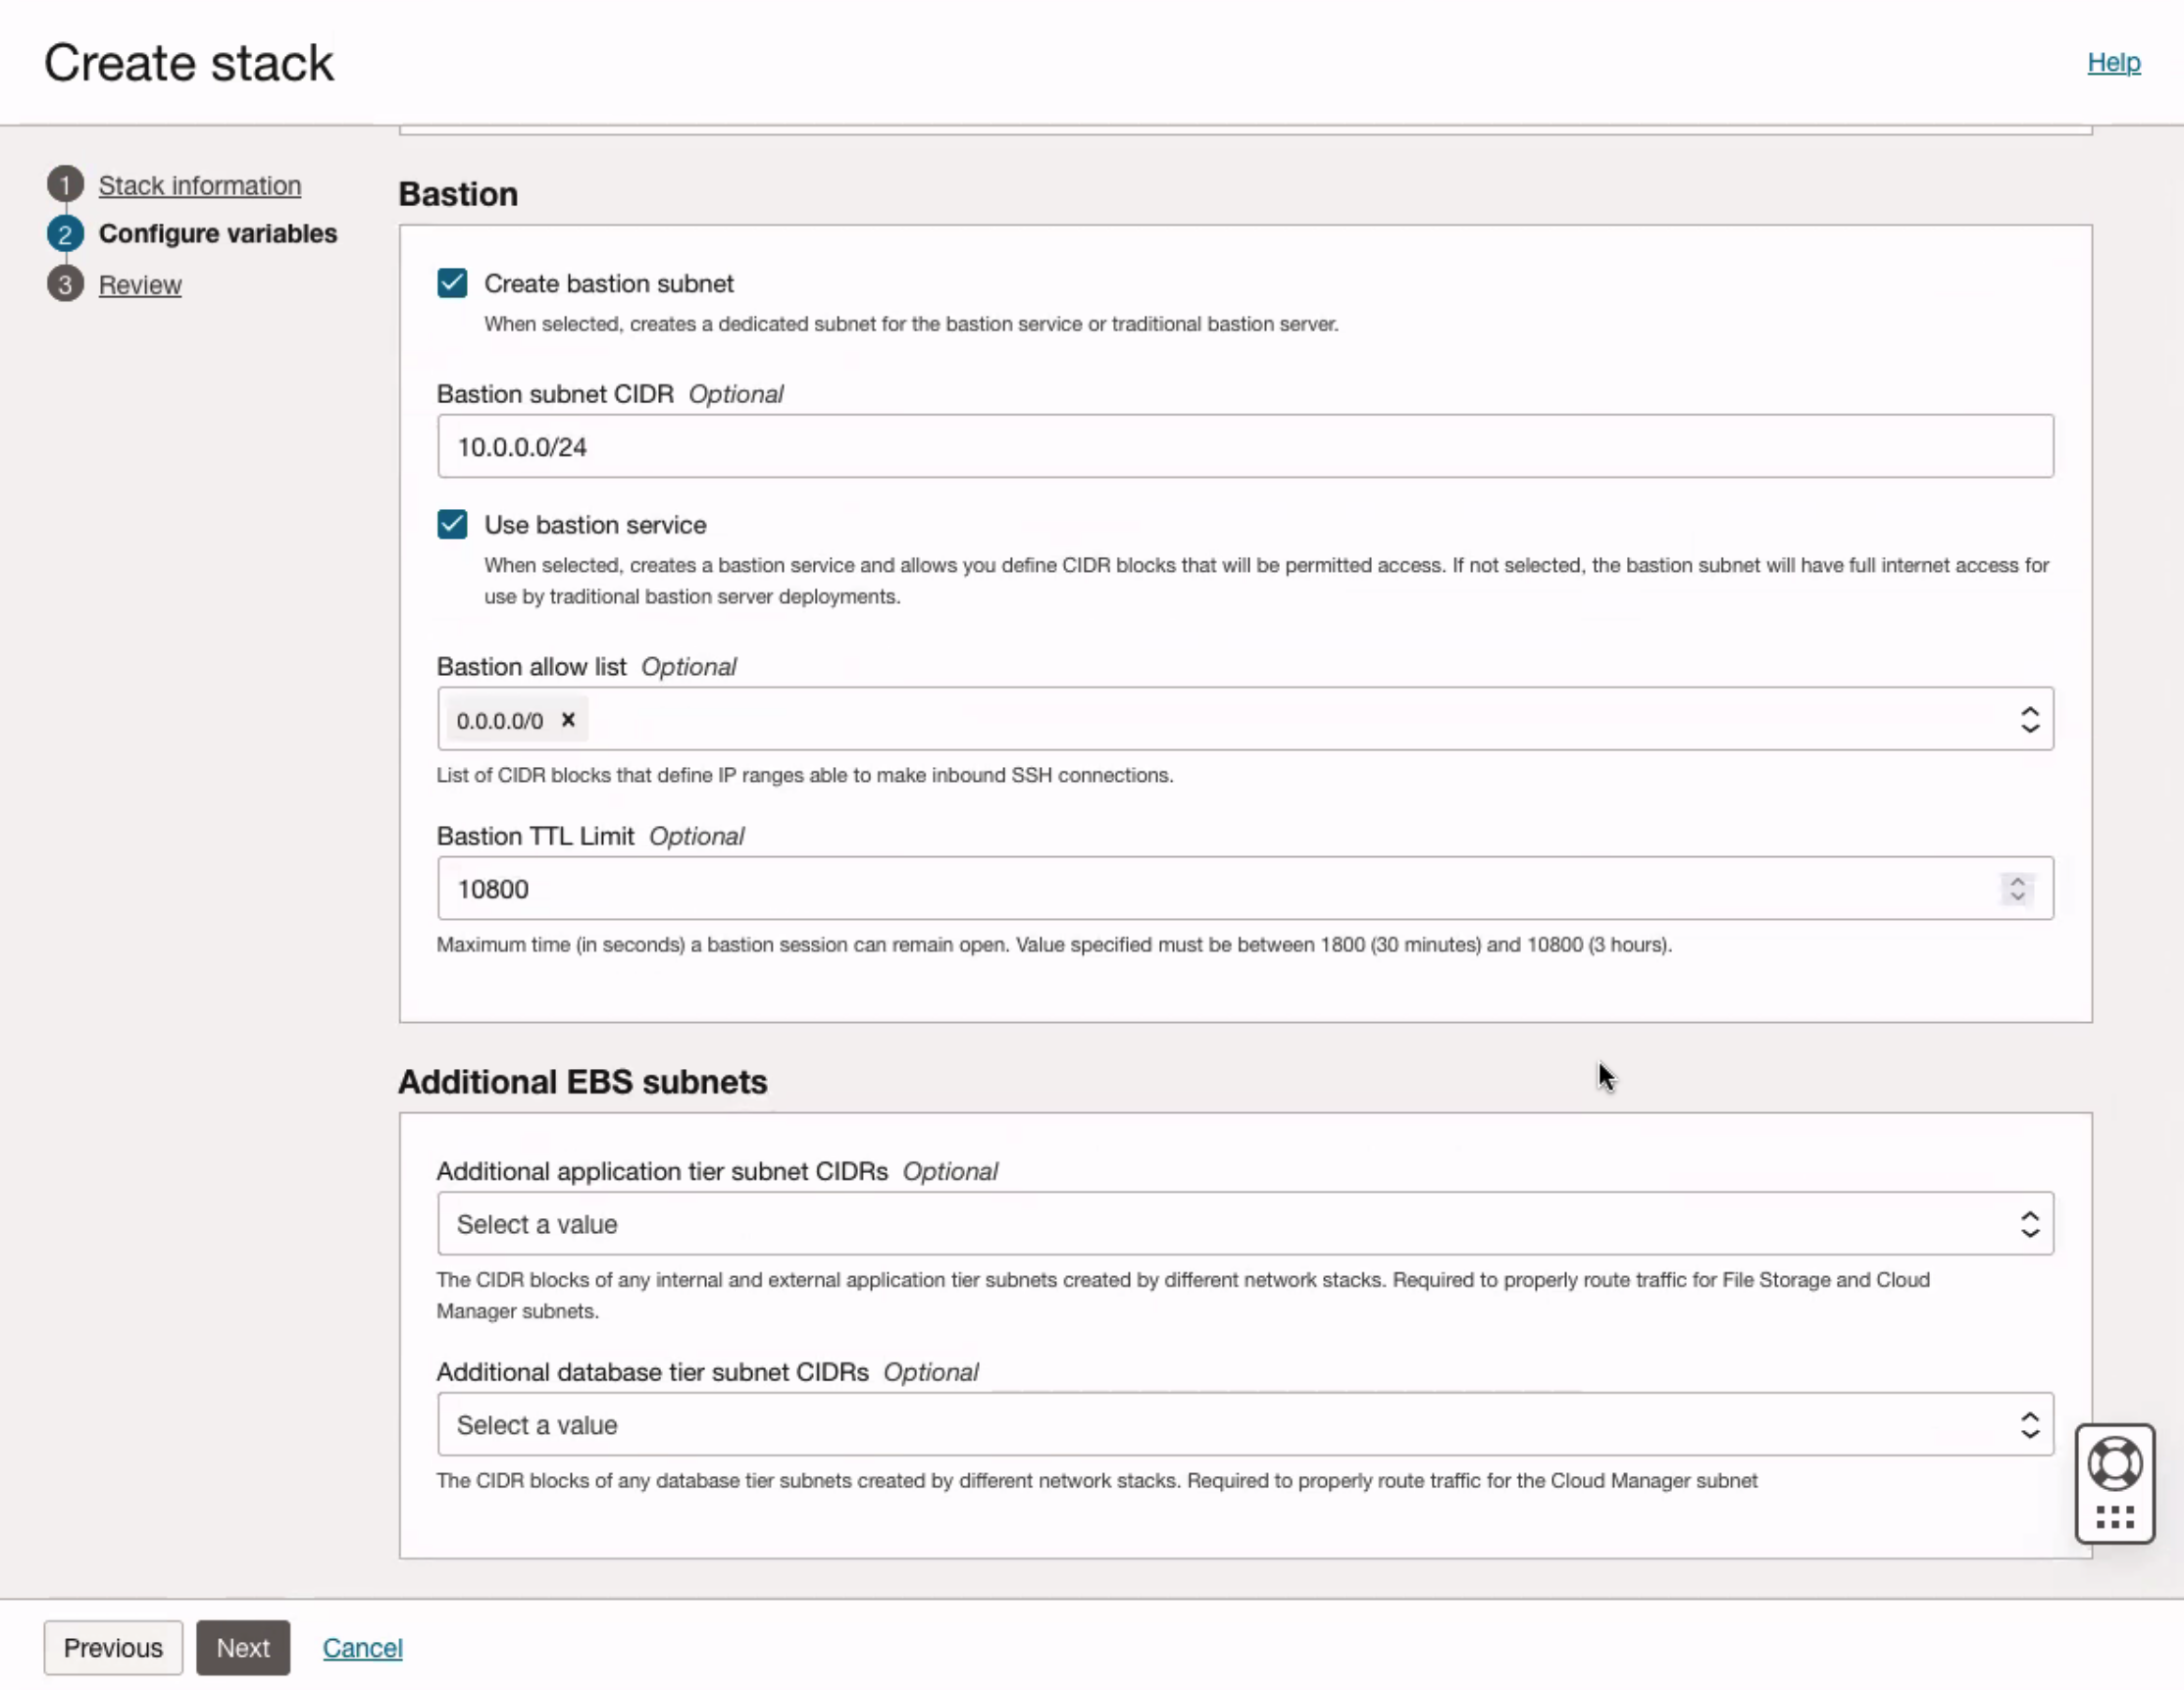 Create stack
Help
1 Stack information
2 Configure variables
3 Review
Bastion
Create bastion subnet
When selected, creates a dedicated subnet for the bastion service or traditional bastion server.
Bastion subnet CIDR Optional
10.0.0.0/24
Use bastion service
When selected, creates a bastion service and allows you define CIDR blocks that will be permitted access. If not selected, the bastion subnet will have full internet access for
use by traditional bastion server deployments.
Bastion allow list Optional
0.0.0.0/0 ×
List of CIDR blocks that define IP ranges able to make inbound SSH connections.
Bastion TTL Limit Optional
10800
Maximum time (in seconds) a bastion session can remain open. Value specified must be between 1800 (30 minutes) and 10800 (3 hours).
Additional EBS subnets
Additional application tier subnet CIDRs Optional
Select a value
The CIDR blocks of any internal and external application tier subnets created by different network stacks. Required to properly route traffic for File Storage and Cloud
Manager subnets.
Additional database tier subnet CIDRs Optional
Select a value
The CIDR blocks of any database tier subnets created by different network stacks. Required to properly route traffic for the Cloud Manager subnet
Previous Next Cancel